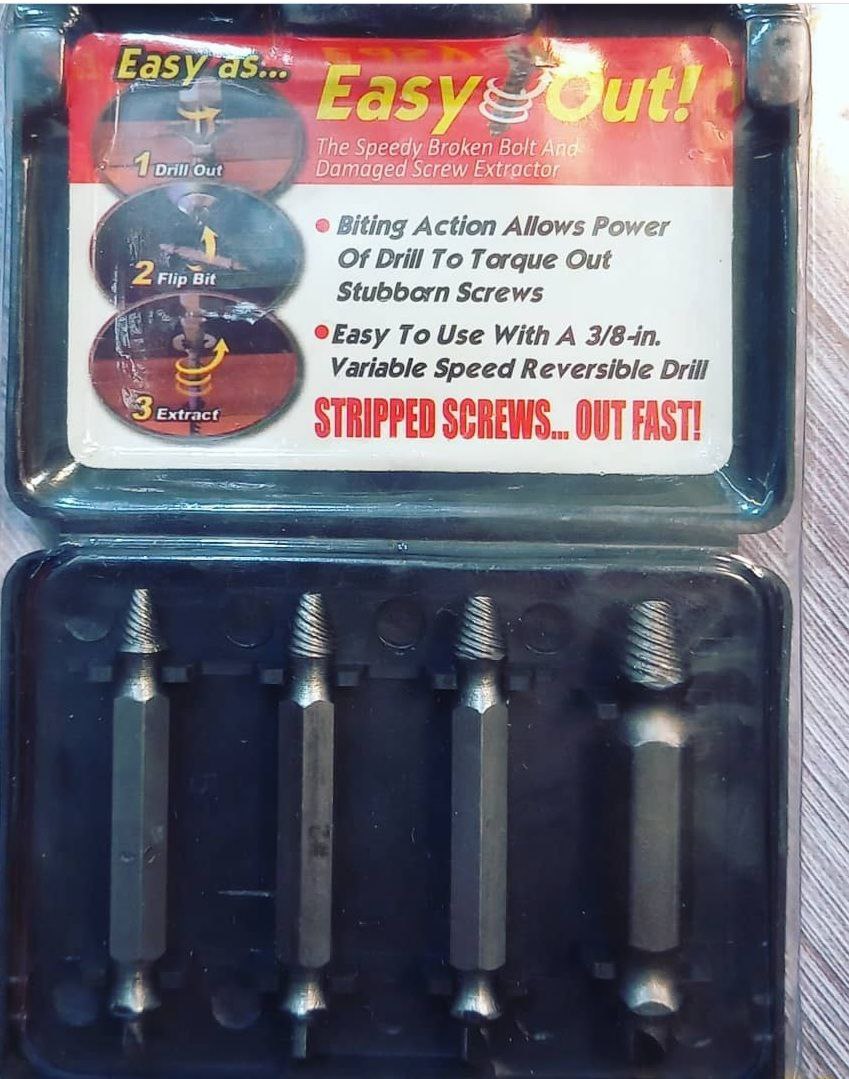 Easy as...
1 Drill Out
2 Flip Bit
3 Extract
Easy Out!
The Speedy Broken Bolt And
Damaged Screw Extractor
• Biting Action Allows Power
Of Drill To Torque Out
Stubborn Screws
• Easy To Use With A 3/8-in.
Variable Speed Reversible Drill
STRIPPED SCREWS... OUT FAST!